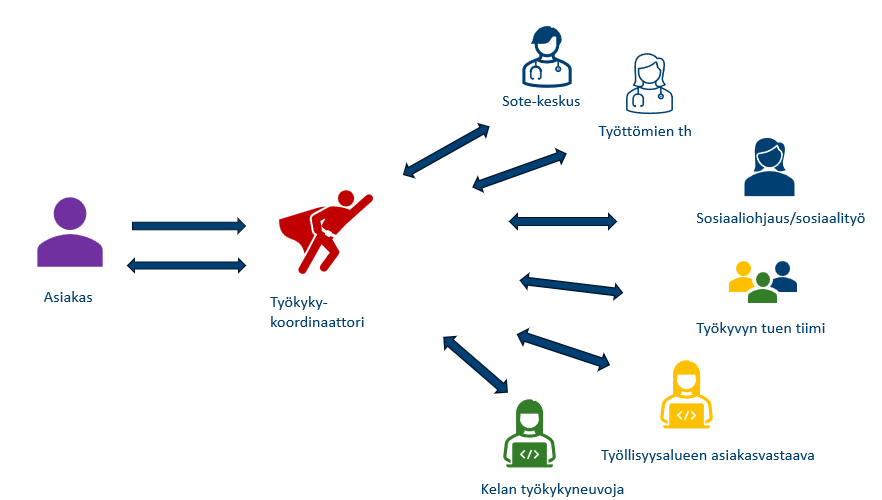 Sote-keskus
Työttömien th
Sosiaaliohjaus/sosiaalityö
Asiakas
Työkyky-
koordinaattori
Työkyvyn tuen tiimi
Työllisyysalueen asiakasvastaava
Kelan työkykyneuvoja